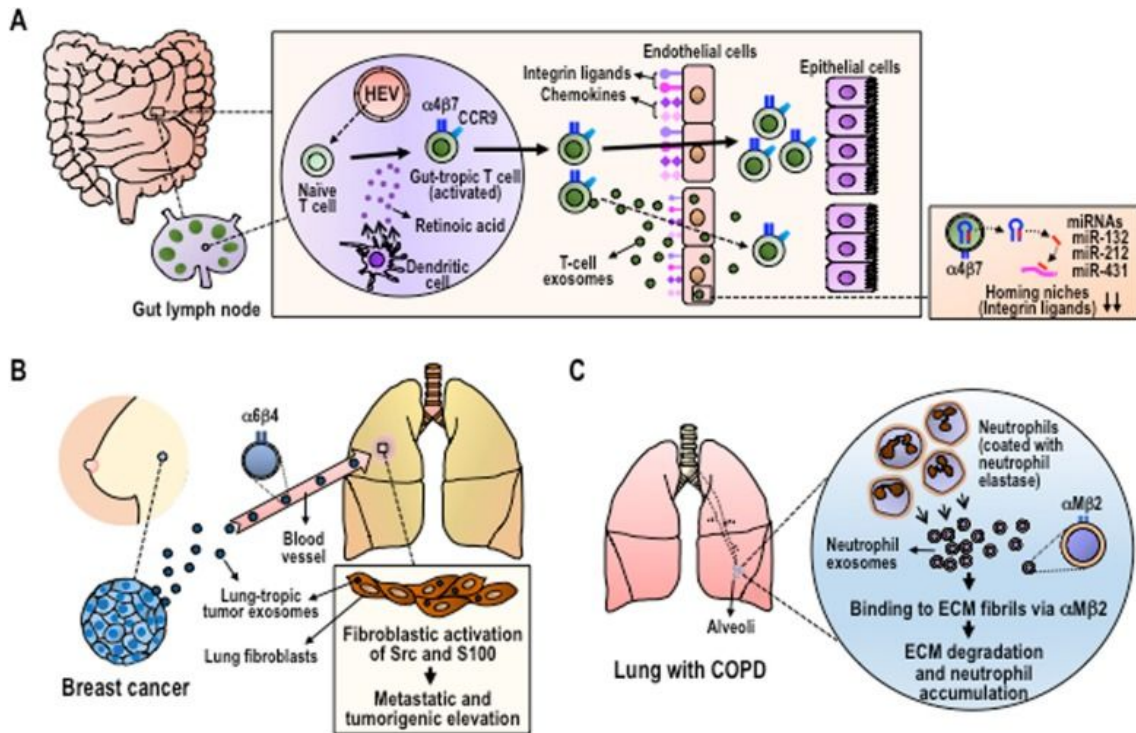 A
Gut lymph node
HEV
Naïve
T cell
α4β7
CCR9
Gut-tropic T cell
(activated)
Retinoic acid
Dendritic
cell
Endothelial cells
Integrin ligands
Chemokines
Epithelial cells
T-cell
exosomes
α4β7
miRNAs
miR-132
miR-212
miR-431
Homing niches
(Integrin ligands)
B
α6β4
Blood
vessel
Lung-tropic
tumor exosomes
Lung fibroblasts
Breast cancer
Fibroblastic activation
of Src and S100
Metastatic and
tumorigenic elevation
C
Alveoli
Lung with COPD
Neutrophils
(coated with
neutrophil
elastase)
αMβ2
Neutrophil
exosomes
Binding to ECM fibrils via αMβ2
ECM degradation
and neutrophil
accumulation